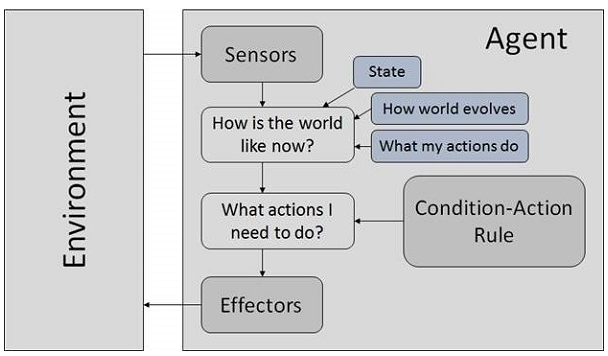 Environment
Agent
Sensors
State
How world evolves
How is the world
like now?
What my actions do
What actions I
need to do?
Condition-Action
Rule
Effectors